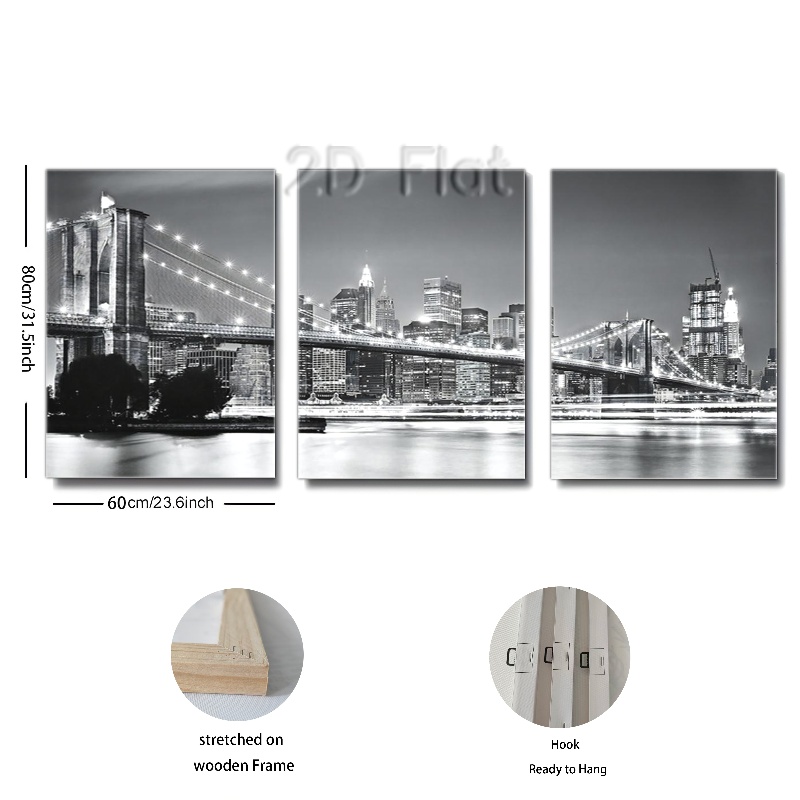 2D Flat
80cm/31.5inch
60cm/23.6inch
stretched on
wooden Frame
Hook
Ready to Hang